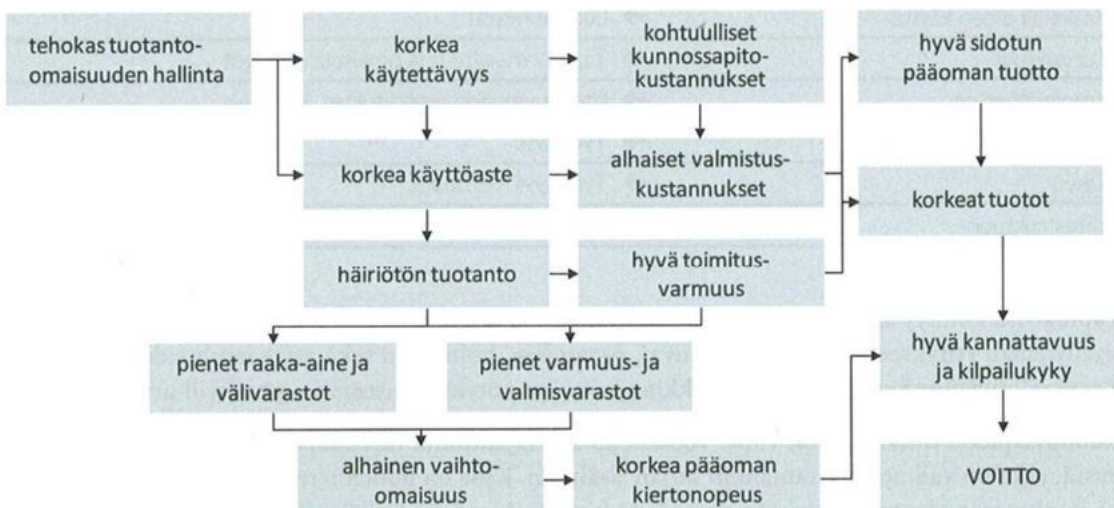 tehokas tuotanto-
omaisuuden hallinta
korkea
käytettävyys
kohtuulliset
kunnossapito-
kustannukset
hyvä sidotun
pääoman tuotto
korkea käyttöaste
alhaiset valmistus-
kustannukset
korkeat tuotot
häiriötön tuotanto
hyvä toimitus-
varmuus
pienet raaka-aine ja
välivarastot
pienet varmuus- ja
valmisvarastot
hyvä kannattavuus
ja kilpailukyky
alhainen vaihto-
omaisuus
korkea pääoman
kiertonopeus
VOITTO